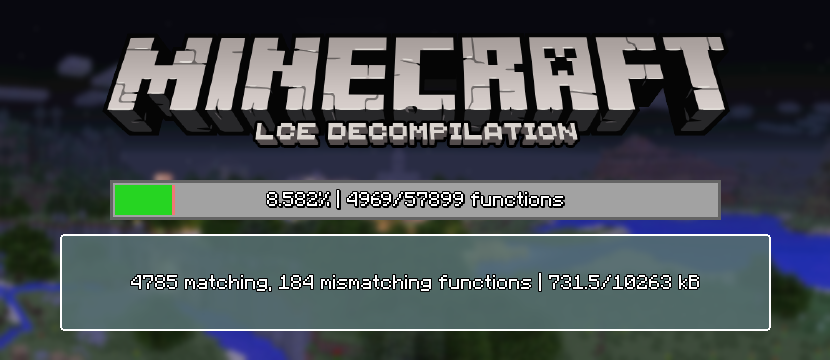 MINECRAFT
LCE DECOMPILATION
8.582% | 4969/57899 functions
4785 matching, 184 mismatching functions | 731.5/10263 kB